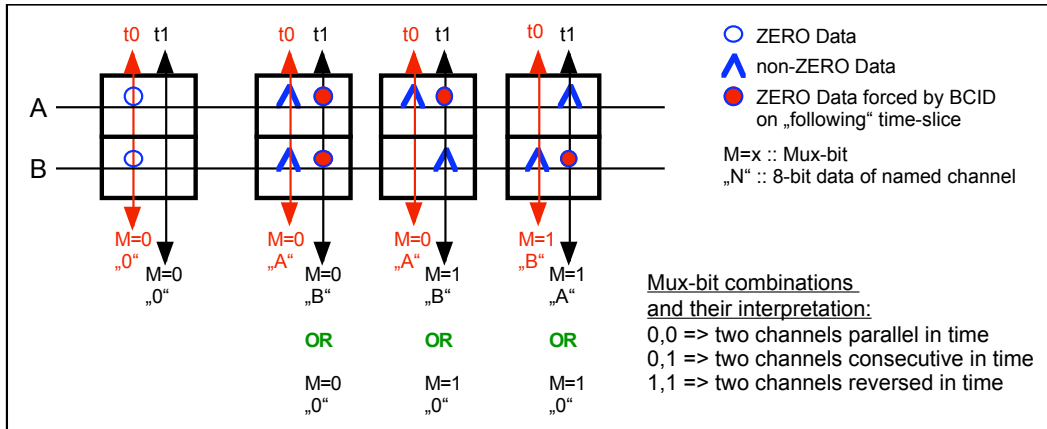 t0 t1 t0 t1 t0 t1 t0 t1
A
B
M=0 M=0 M=0 M=1
„0“ „A“ „A“ „B“
M=0 M=0 M=1 M=1
„0“ „B“ „B“ „A“
OR OR OR
M=0 M=1 M=1
„0“ „0“ „0“
ZERO Data
non-ZERO Data
ZERO Data forced by BCID
on „following“ time-slice
M=x :: Mux-bit
„N“ :: 8-bit data of named channel
Mux-bit combinations
and their interpretation:
0,0 => two channels parallel in time
0,1 => two channels consecutive in time
1,1 => two channels reversed in time